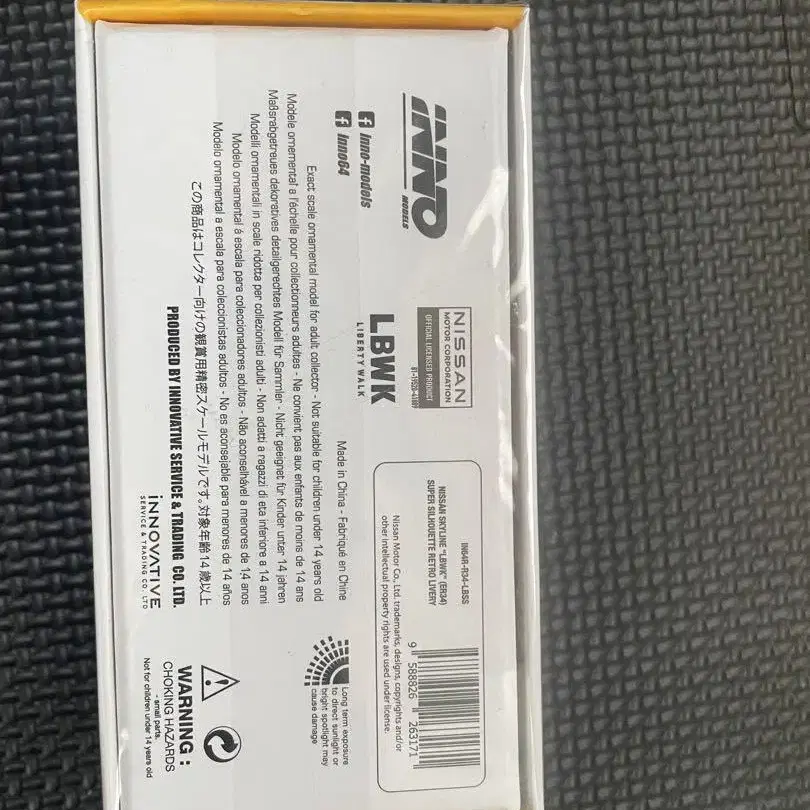 INNO
MODELS
Inno-models
Inno64
NISSAN
MOTOR CORPORATION
OFFICIAL LICENSED PRODUCT
LBWK
LIBERTY WALK
IN64R-R34-LBSS
NISSAN SKYLINE "LBWK" (ER34)
SUPER SILHOUETTE RETRO LIVERY
Nissan Motor Co., Ltd. trademarks, designs, copyrights and/or
other intellectual property rights are used under license.
9 588826 263171
Made in China - Fabriqué en Chine
Exact scale ornamental model for adult collector - Not suitable for children under 14 years old
Modele ornemental a l'échelle pour collectionneurs adultes - Ne convient pas aux enfants de moins de 14 ans
Maßsnabgetreues dekoratives detailgerechtes Modell für Sammler - Nicht geeignet für Kinder unter 14 jahren
Modelli ornamentali in scale ridotta per collezionisti adulti - Non adatti a ragazzi di eta inferiore a 14 anni
Modelo ornamental á escala para coleccionadores adultos - Não aconselhável a menores de 14 anos
Modelo ornamental a escala para coleccionistas adultos - No es aconsejable para menores de 14 años
この商品はコレクター向けの観賞用精密スケールモデルです。対象年齢14歳以上
PRODUCED BY INNOVATIVE SERVICE & TRADING CO. LTD.
INNOVATIVE
SERVICE & TRADING CO. LTD
Long term exposure
to direct sunlight or
bright spotlight may
cause damage
WARNING :
CHOKING HAZARDS
- small parts.
Not for children under 14 years old